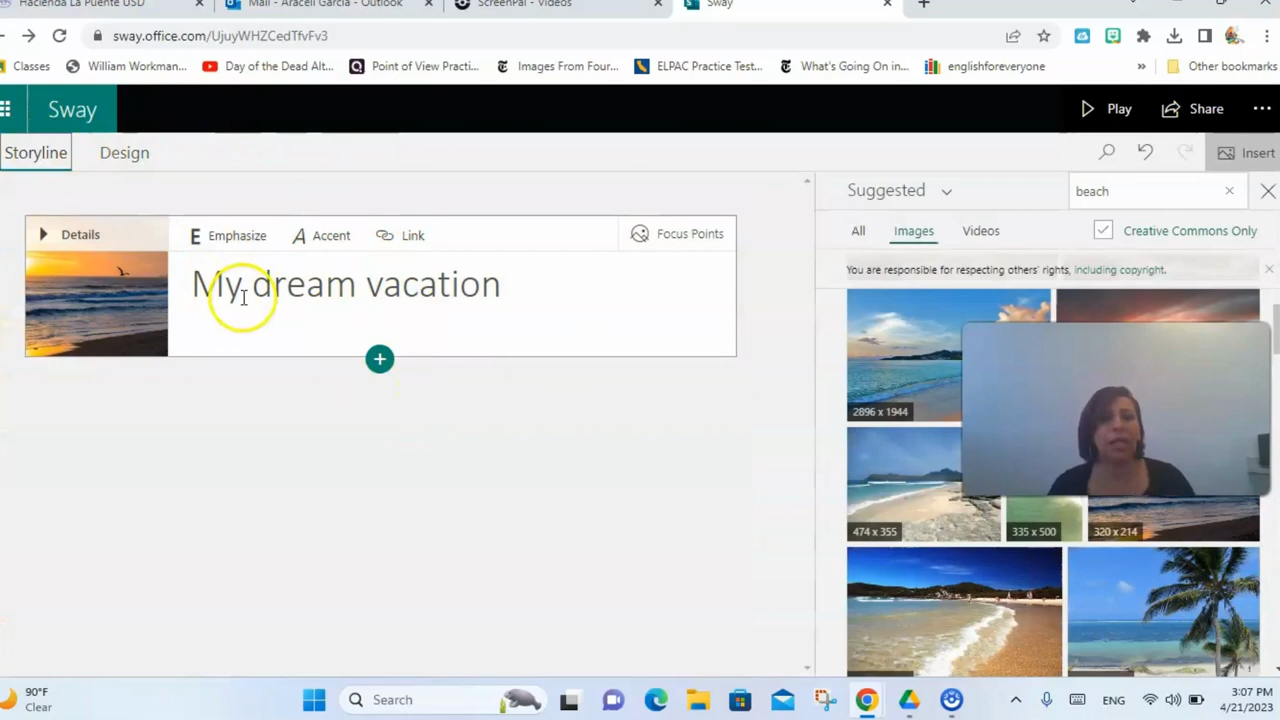 Hacienda La Puente USD
Mail - Araceli Garcia - Outlook
ScreenPal - Videos
Sway
sway.office.com/UjuyWHZCedTfvFv3
Classes
William Workman...
Day of the Dead Alt...
Point of View Practi...
Images From Four...
ELPAC Practice Test...
What's Going On in...
englishforeveryone
Other bookmarks
Sway
Play
Share
Storyline
Design
Insert
Suggested
beach
Details
Emphasize
Accent
Link
Focus Points
All
Images
Videos
Creative Commons Only
You are responsible for respecting others' rights, including copyright.
My dream vacation
2896 x 1944
474 x 355
335 x 500
320 x 214
90°F
Clear
Search
ENG
3:07 PM
4/21/2023